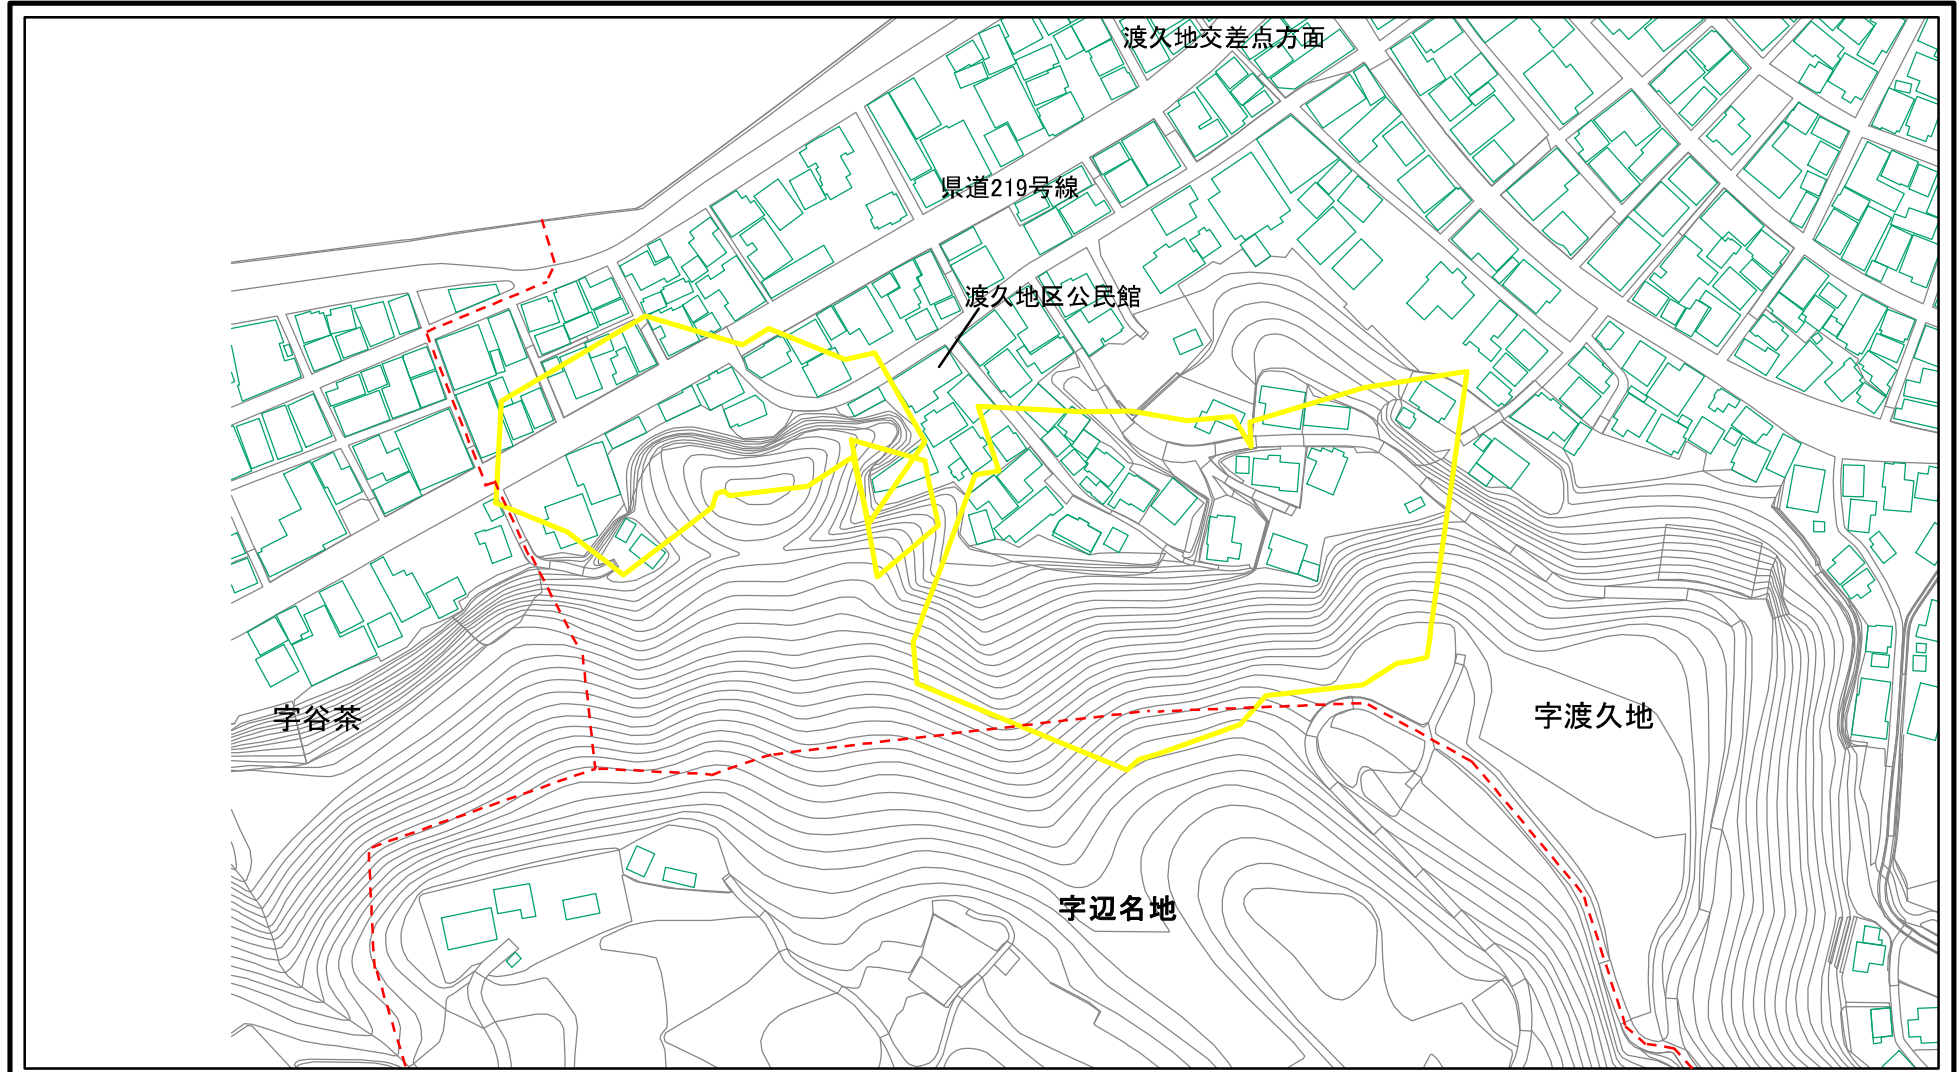 渡久地交差点方面
県道219号線
渡久地区公民館
字谷茶
字渡久地
字辺名地